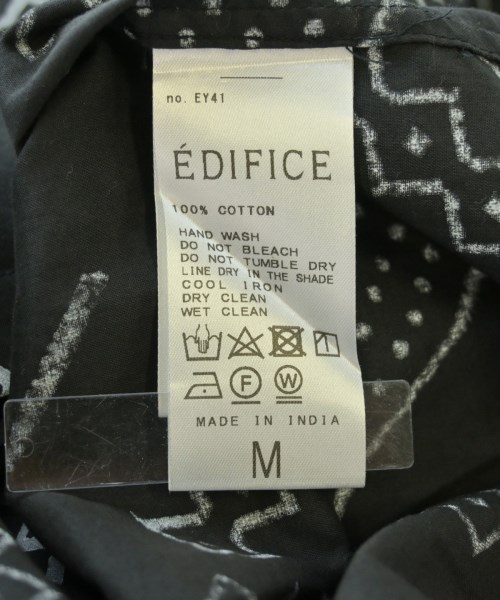 no. EY41
ÉDIFICE
100% COTTON
HAND WASH
DO NOT BLEACH
DO NOT TUMBLE DRY
LINE DRY IN THE SHADE
COOL IRON
DRY CLEAN
WET CLEAN
F W
MADE IN INDIA
M